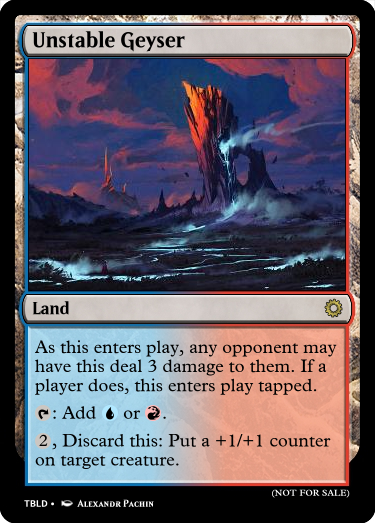 Unstable Geyser
Land
As this enters play, any opponent may
have this deal 3 damage to them. If a
player does, this enters play tapped.
: Add or .
2 , Discard this: Put a +1/+1 counter
on target creature.
(NOT FOR SALE)
TBLD • Alexandr Pachin